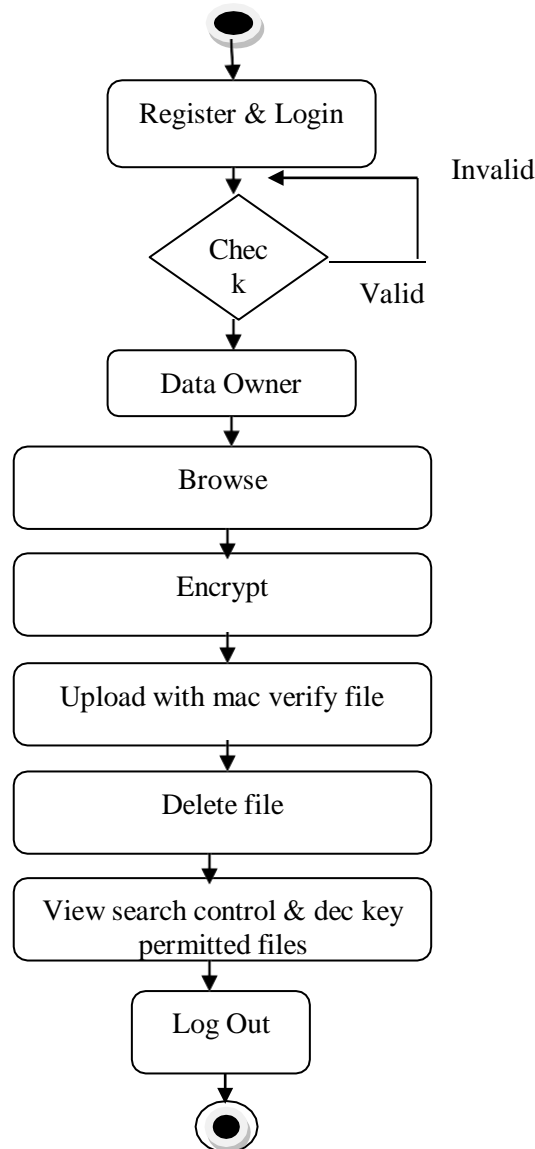 Register & Login
Invalid
Chec
k
Valid
Data Owner
Browse
Encrypt
Upload with mac verify file
Delete file
View search control & dec key
permitted files
Log Out